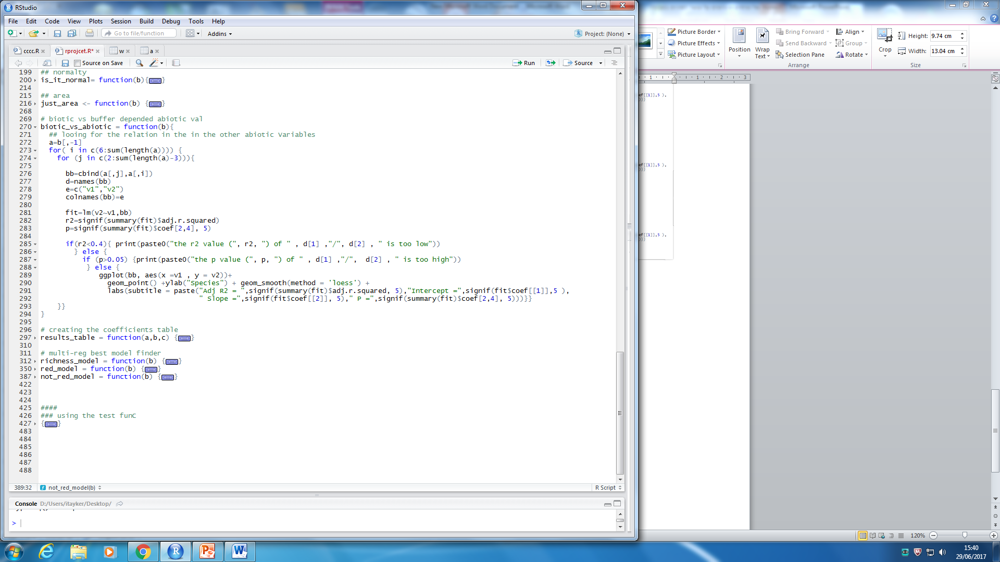 RStudio
File Edit Code View Plots Session Build Debug Tools Help
Go to file/function Addins Project: (None)
cccc.R rprojcet.R* w a
Source on Save Run Source
199 ## normalty
200 is_it_normal= function(b){}
214
215 ## area
216 just_area <- function(b) {}
268
269 # biotic vs buffer depended abiotic val
270 biotic_vs_abiotic = function(b){
271 ## looing for the relation in the in the other abiotic Variables
272 a=b[,-1]
273 for( i in c(6:sum(length(a)))) {
274 for (j in c(2:sum(length(a)-3))){
275
276 bb=cbind(a[,j],a[,i])
277 d=names(bb)
278 e=c("v1","v2")
279 colnames(bb)=e
280
281 fit=lm(v2~v1,bb)
282 r2=signif(summary(fit)$adj.r.squared)
283 p=signif(summary(fit)$coef[2,4], 5)
284
285 if(r2<0.4){ print(paste0("the r2 value (", r2, ") of " , d[1] ,"/", d[2] , " is too low"))
286 } else {
287 if (p>0.05) {print(paste0("the p value (", p, ") of " , d[1] ,"/",  d[2] , " is too high"))
288 } else {
289 ggplot(bb, aes(x =v1 , y = v2))+
290 geom_point() +ylab("Species") + geom_smooth(method = 'loess') +
291 labs(subtitle = paste("Adj R2 = ",signif(summary(fit)$adj.r.squared, 5),"Intercept =",signif(fit$coef[[1]],5 ),
292 " Slope =",signif(fit$coef[[2]], 5)," P =",signif(summary(fit)$coef[2,4], 5)))}}
293 }}
294 }
295
296 # creating the coefficients table
297 results_table = function(a,b,c) {}
310
311 # multi-reg best model finder
312 richness_model = function(b) {}
350 red_model = function(b) {}
387 not_red_model = function(b) {}
422
423
424
425 ####
426 ### using the test funC
427 {}
483
484
485
486
487
488
389:32 not_red_model(b) R Script
Console D:/Users/itayker/Desktop/
>
Picture Border
Picture Effects
Picture Layout
Position
Wrap Text
Bring Forward
Send Backward
Selection Pane
Align
Group
Rotate
Arrange
Crop
Height: 9.74 cm
Width: 13.04 cm
Size
1 1 2 3
ef[[1]],5 ),
)}}
ef[[1]],5 ),
)}}
ef[[1]],5 ),
)}}
120%
15:40
29/06/2017